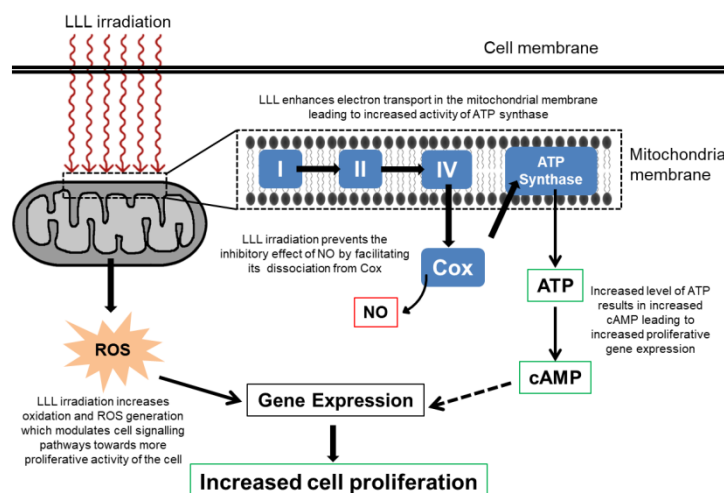 LLL irradiation
Cell membrane
LLL enhances electron transport in the mitochondrial membrane
leading to increased activity of ATP synthase
I
II
IV
ATP
Synthase
Mitochondria
membrane
LLL irradiation prevents the
inhibitory effect of NO by facilitating
its dissociation from Cox
Cox
NO
ATP
Increased level of ATP
results in increased
cAMP leading to
increased proliferative
gene expression
ROS
cAMP
LLL irradiation increases
oxidation and ROS generation
which modulates cell signalling
pathways towards more
proliferative activity of the cell
Gene Expression
Increased cell proliferation